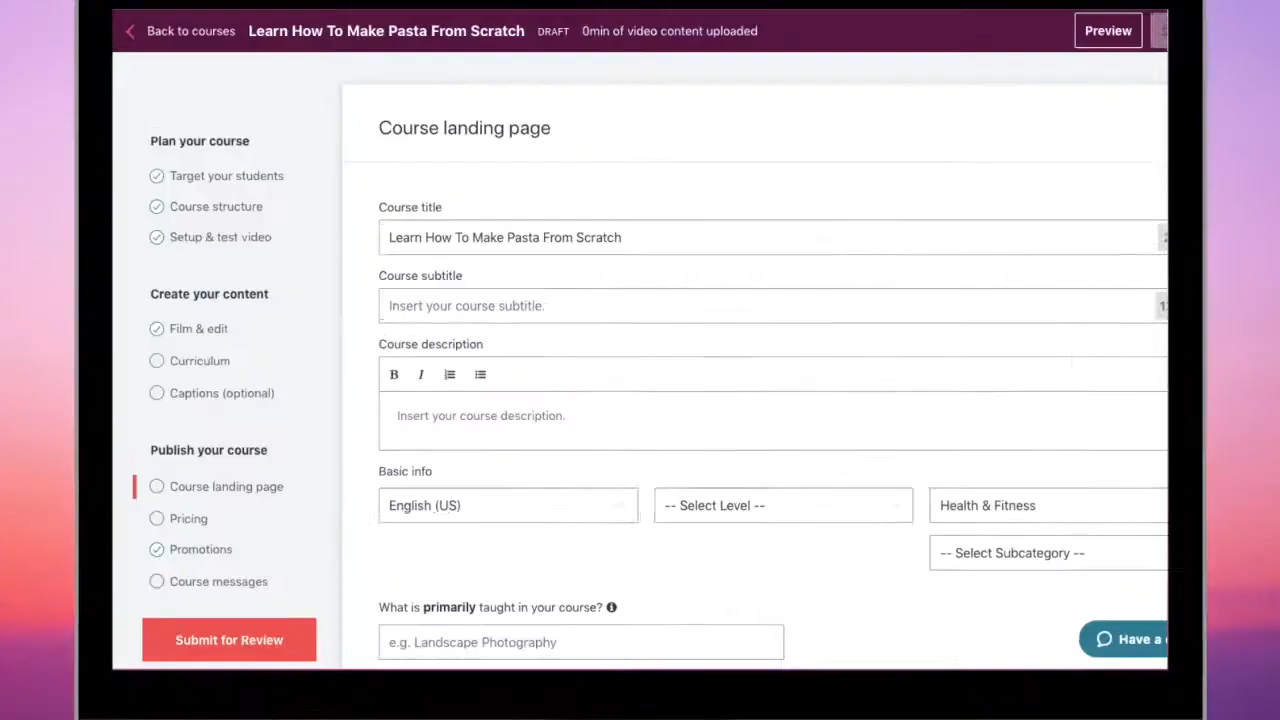 Back to courses Learn How To Make Pasta From Scratch DRAFT 0min of video content uploaded Preview
Plan your course
Target your students
Course structure
Setup & test video
Create your content
Film & edit
Curriculum
Captions (optional)
Publish your course
Course landing page
Pricing
Promotions
Course messages
Submit for Review
Course landing page
Course title
Learn How To Make Pasta From Scratch
Course subtitle
Insert your course subtitle.
Course description
B I
Insert your course description.
Basic info
English (US) -- Select Level -- Health & Fitness
-- Select Subcategory --
What is primarily taught in your course?
e.g. Landscape Photography
Have a